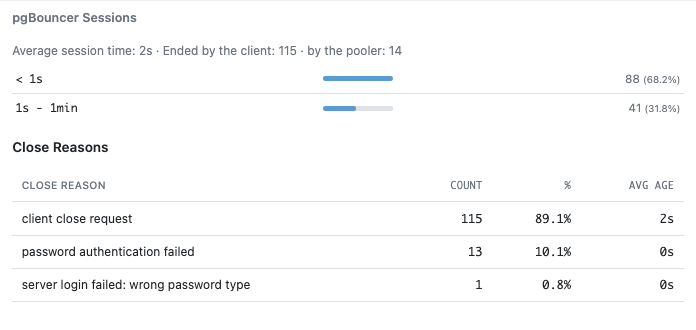 pgBouncer Sessions
Average session time: 2s · Ended by the client: 115 · by the pooler: 14
< 1s 88 (68.2%)
1s - 1min 41 (31.8%)
Close Reasons
CLOSE REASON COUNT % AVG AGE
client close request 115 89.1% 2s
password authentication failed 13 10.1% 0s
server login failed: wrong password type 1 0.8% 0s